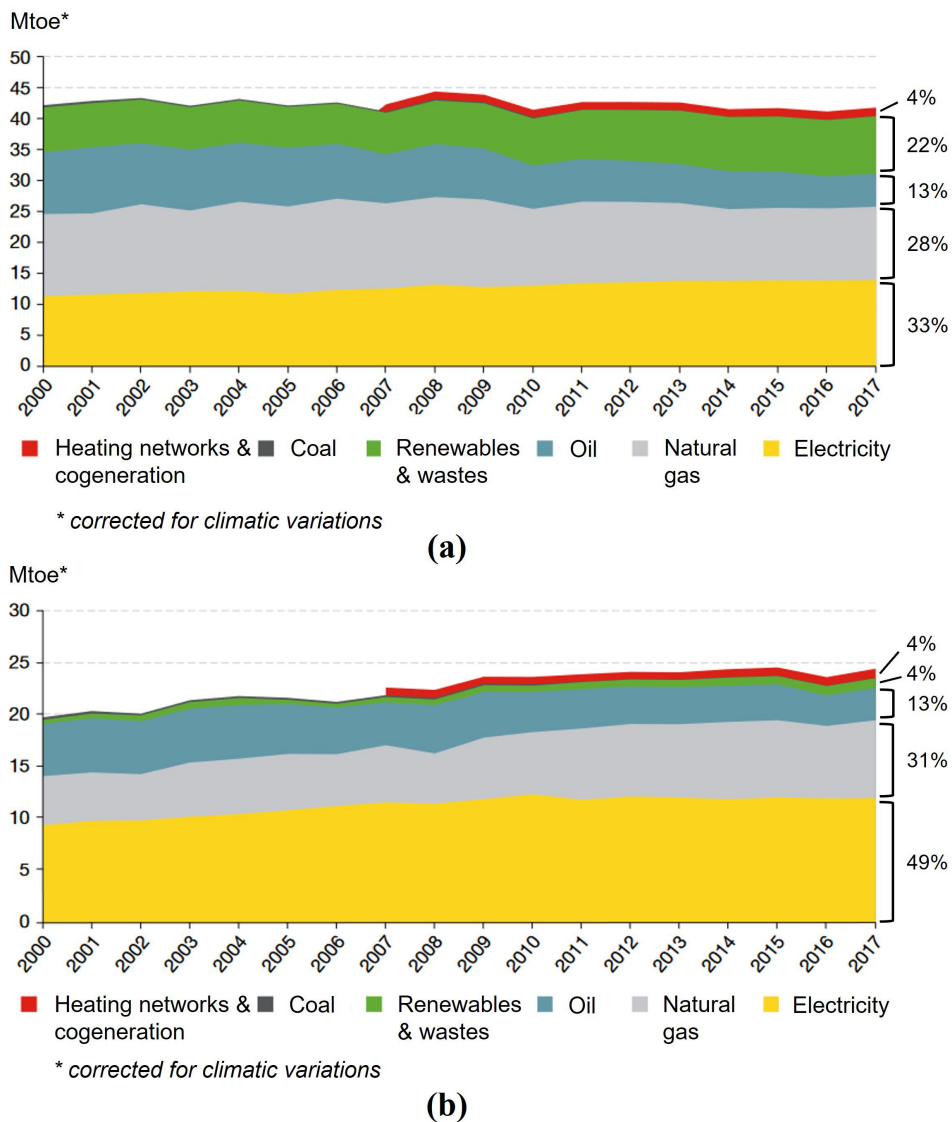 Mtoe*
50
45
40
35
30
25
20
15
10
5
0
4%
22%
13%
28%
33%
2000 2001 2002 2003 2004 2005 2006 2007 2008 2009 2010 2011 2012 2013 2014 2015 2016 2017
Heating networks & Coal Renewables Oil Natural Electricity
cogeneration & wastes gas
* corrected for climatic variations
(a)
Mtoe*
30
25
20
15
10
5
0
4%
4%
13%
31%
49%
2000 2001 2002 2003 2004 2005 2006 2007 2008 2009 2010 2011 2012 2013 2014 2015 2016 2017
Heating networks & Coal Renewables Oil Natural Electricity
cogeneration & wastes gas
* corrected for climatic variations
(b)